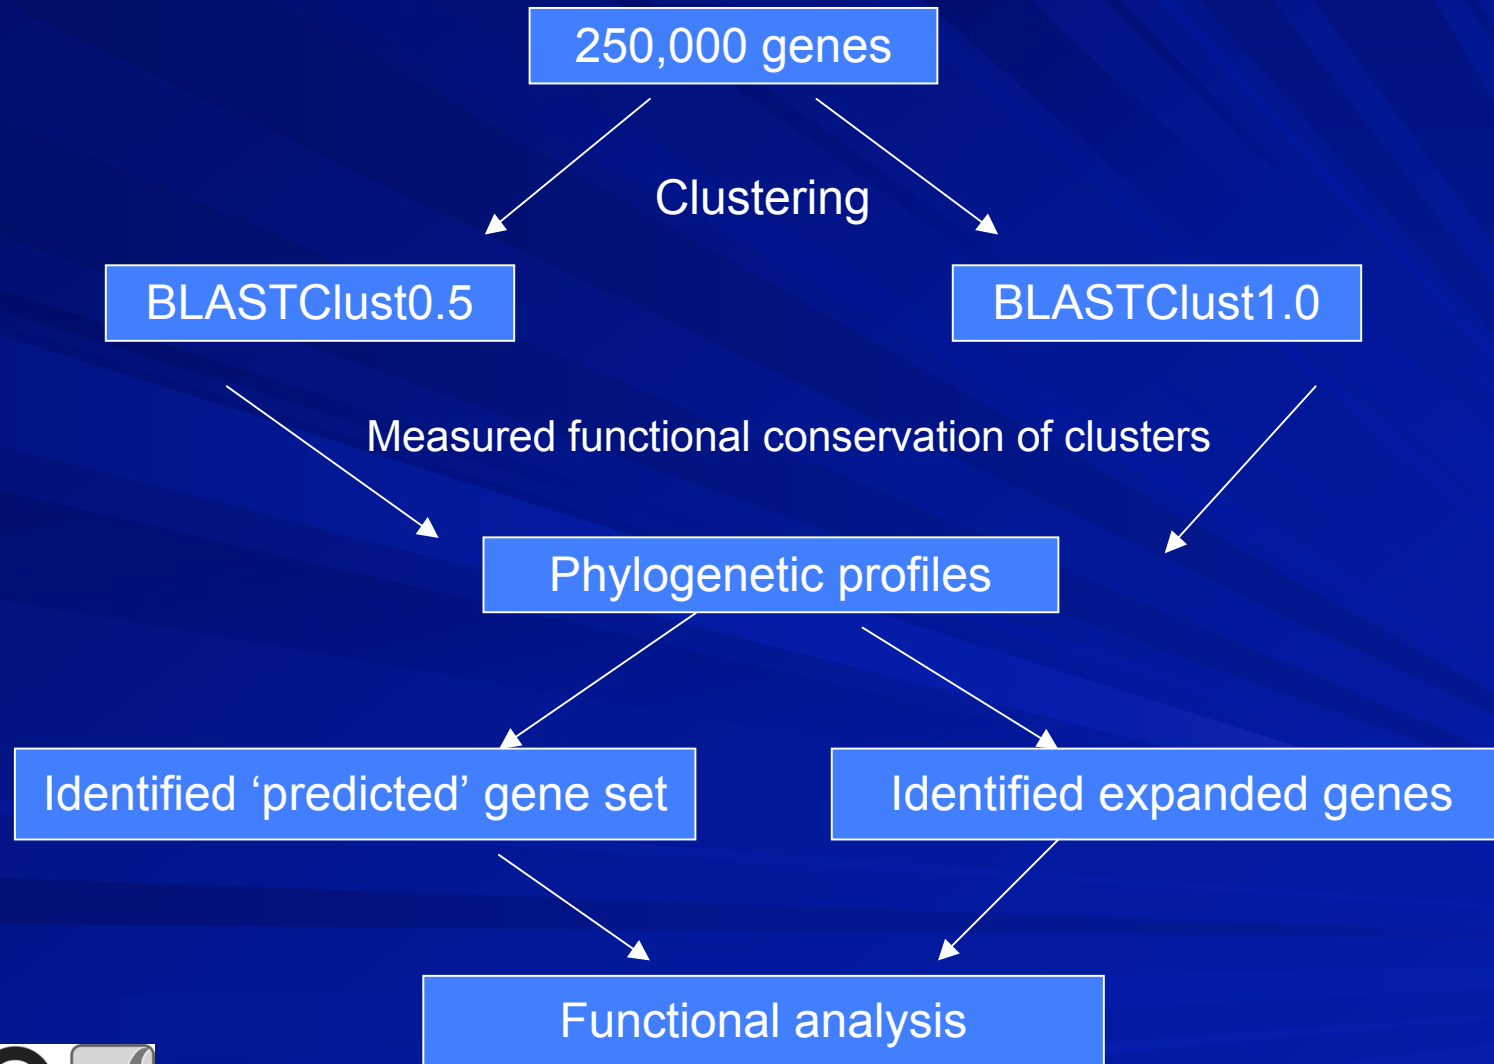 250,000 genes
Clustering
BLASTClust0.5
BLASTClust1.0
Measured functional conservation of clusters
Phylogenetic profiles
Identified ‘predicted’ gene set
Identified expanded genes
Functional analysis